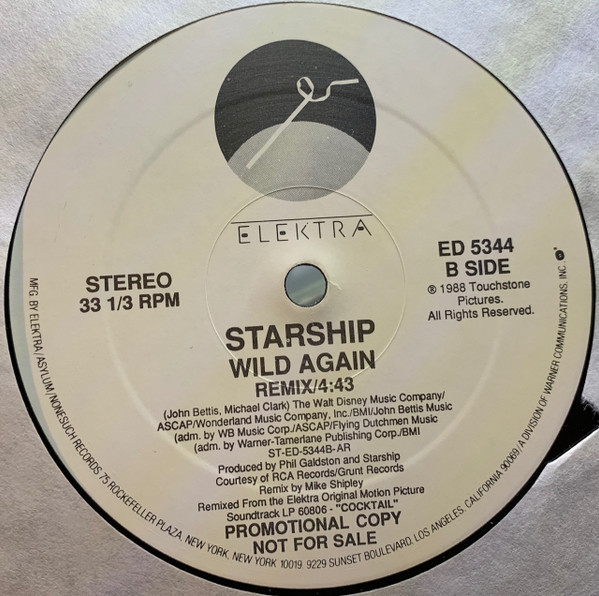 ELEKTRA
STEREO
33 1/3 RPM
ED 5344
B SIDE
℗ 1988 Touchstone
Pictures.
All Rights Reserved.
STARSHIP
WILD AGAIN
REMIX/4:43
(John Bettis, Michael Clark) The Walt Disney Music Company/
ASCAP/Wonderland Music Company, Inc./BMI/John Bettis Music
(adm. by WB Music Corp./ASCAP/Flying Dutchmen Music
(adm. by Warner-Tamerlane Publishing Corp./BMI
ST-ED-5344B-AR
Produced by Phil Galdston and Starship
Courtesy of RCA Records/Grunt Records
Remix by Mike Shipley
Remixed From the Elektra Original Motion Picture
Soundtrack LP 60806 - "COCKTAIL"
PROMOTIONAL COPY
NOT FOR SALE
MFG. BY ELEKTRA/ASYLUM/NONESUCH RECORDS 75 ROCKEFELLER PLAZA, NEW YORK, NEW YORK 10019. 9229 SUNSET BOULEVARD, LOS ANGELES, CALIFORNIA 90069/A DIVISION OF WARNER COMMUNICATIONS, INC.